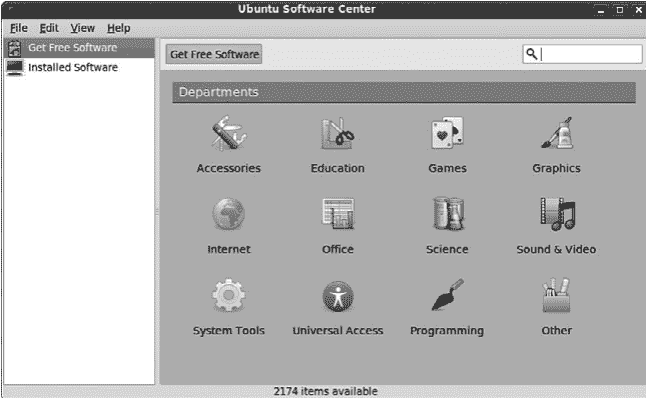 Ubuntu Software Center
File Edit View Help
Get Free Software
Installed Software
Get Free Software
Departments
Accessories Education Games Graphics
Internet Office Science Sound & Video
System Tools Universal Access Programming Other
2174 items available